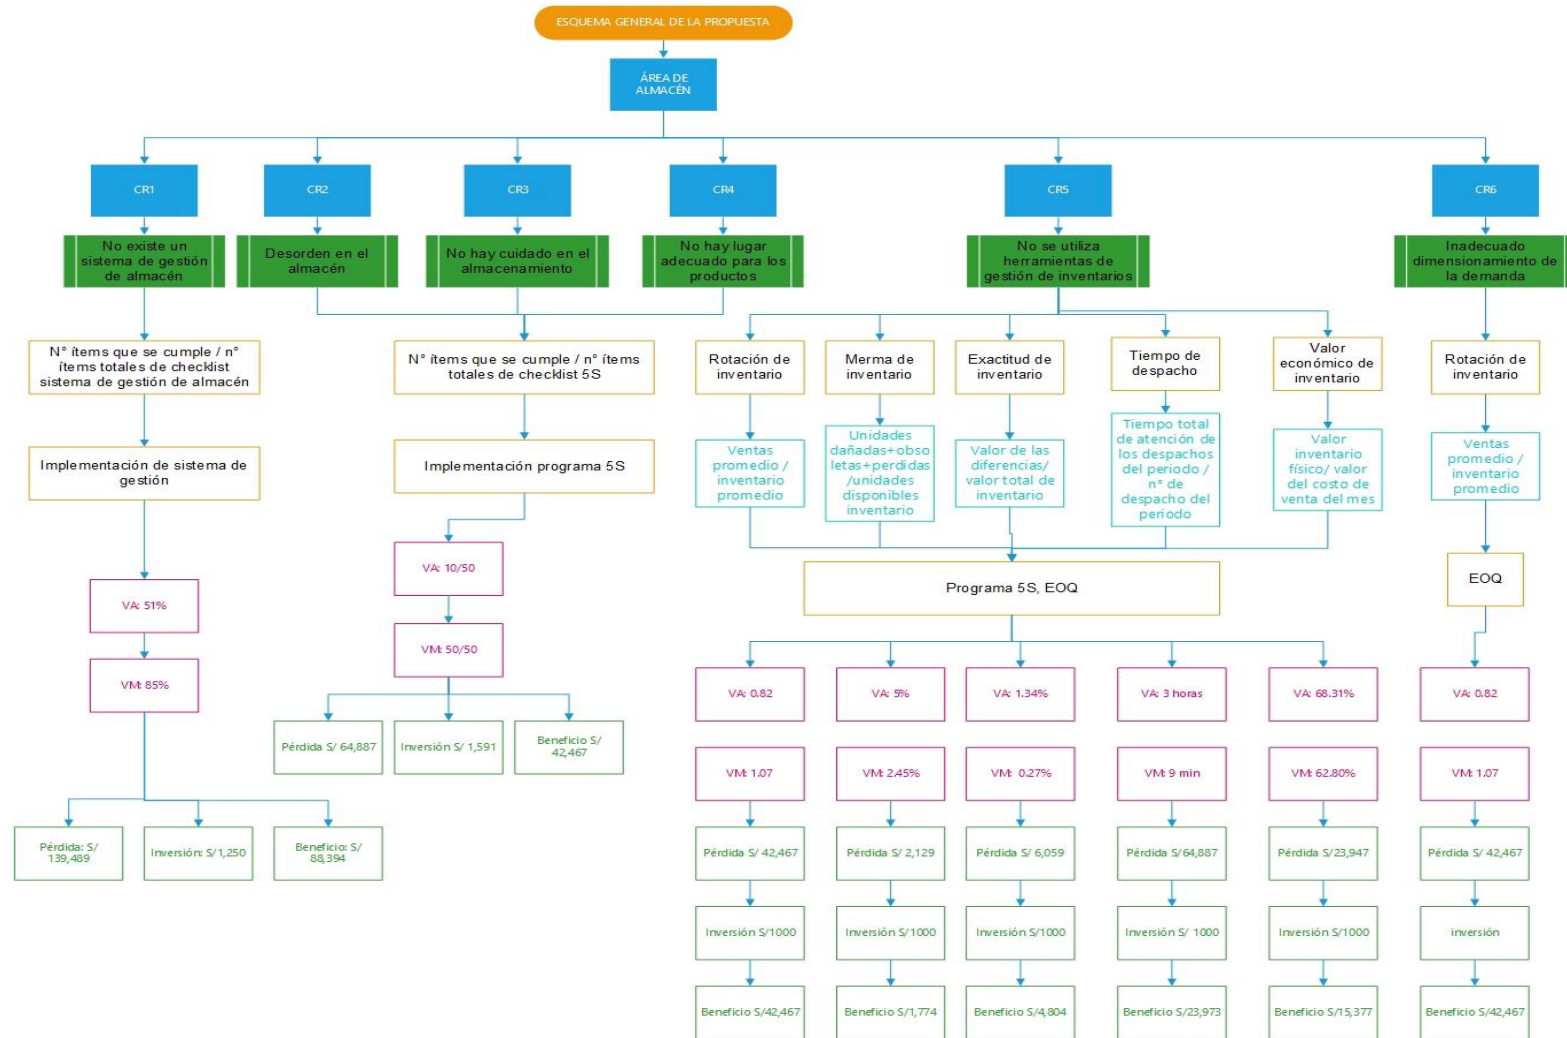 ESQUEMA GENERAL DE LA PROPUESTA
ÁREA DE
ALMACÉN
CR1
CR2
CR3
CR4
CR5
CR6
No existe un
sistema de gestión
de almacén
Desorden en el
almacén
No hay cuidado en el
almacenamiento
No hay lugar
adecuado para los
productos
No se utiliza
herramientas de
gestión de inventarios
Inadecuado
dimensionamiento de
la demanda
N° ítems que se cumple / n°
ítems totales de checklist
sistema de gestión de almacén
N° ítems que se cumple / n° ítems
totales de checklist 5S
Rotación de
inventario
Merma de
inventario
Exactitud de
inventario
Tiempo de
despacho
Valor
económico de
inventario
Rotación de
inventario
Implementación de sistema de
gestión
Implementación programa 5S
Ventas
promedio /
inventario
promedio
Unidades
dañadas+obso
letas+perdidas
/unidades
disponibles
inventario
Valor de las
diferencias/
valor total de
inventario
Tiempo total
de atención de
los despachos
del periodo /
n° de
despacho del
periodo
Valor
inventario
físico/ valor
del costo de
venta del mes
Ventas
promedio /
inventario
promedio
Programa 5S, EOQ
EOQ
VA: 51%
VM: 85%
VA: 10/50
VM: 50/50
VA: 0.82
VA: 5%
VA: 1.34%
VA: 3 horas
VA: 68.31%
VA: 0.82
VM: 1.07
VM: 2.45%
VM: 0.27%
VM: 9 min
VM: 62.80%
VM: 1.07
Pérdida S/ 64,887
Inversión S/ 1,591
Beneficio S/
42,467
Pérdida: S/
139,489
Inversión: S/1,250
Beneficio: S/
88,394
Pérdida S/ 42,467
Pérdida S/ 2,129
Pérdida S/ 6,059
Pérdida S/64,887
Pérdida S/23,947
Pérdida S/ 42,467
Inversión S/1000
Inversión S/1000
Inversión S/1000
Inversión S/ 1000
Inversión S/1000
inversión
Beneficio S/42,467
Beneficio S/1,774
Beneficio S/4,804
Beneficio S/23,973
Beneficio S/15,377
Beneficio S/42,467